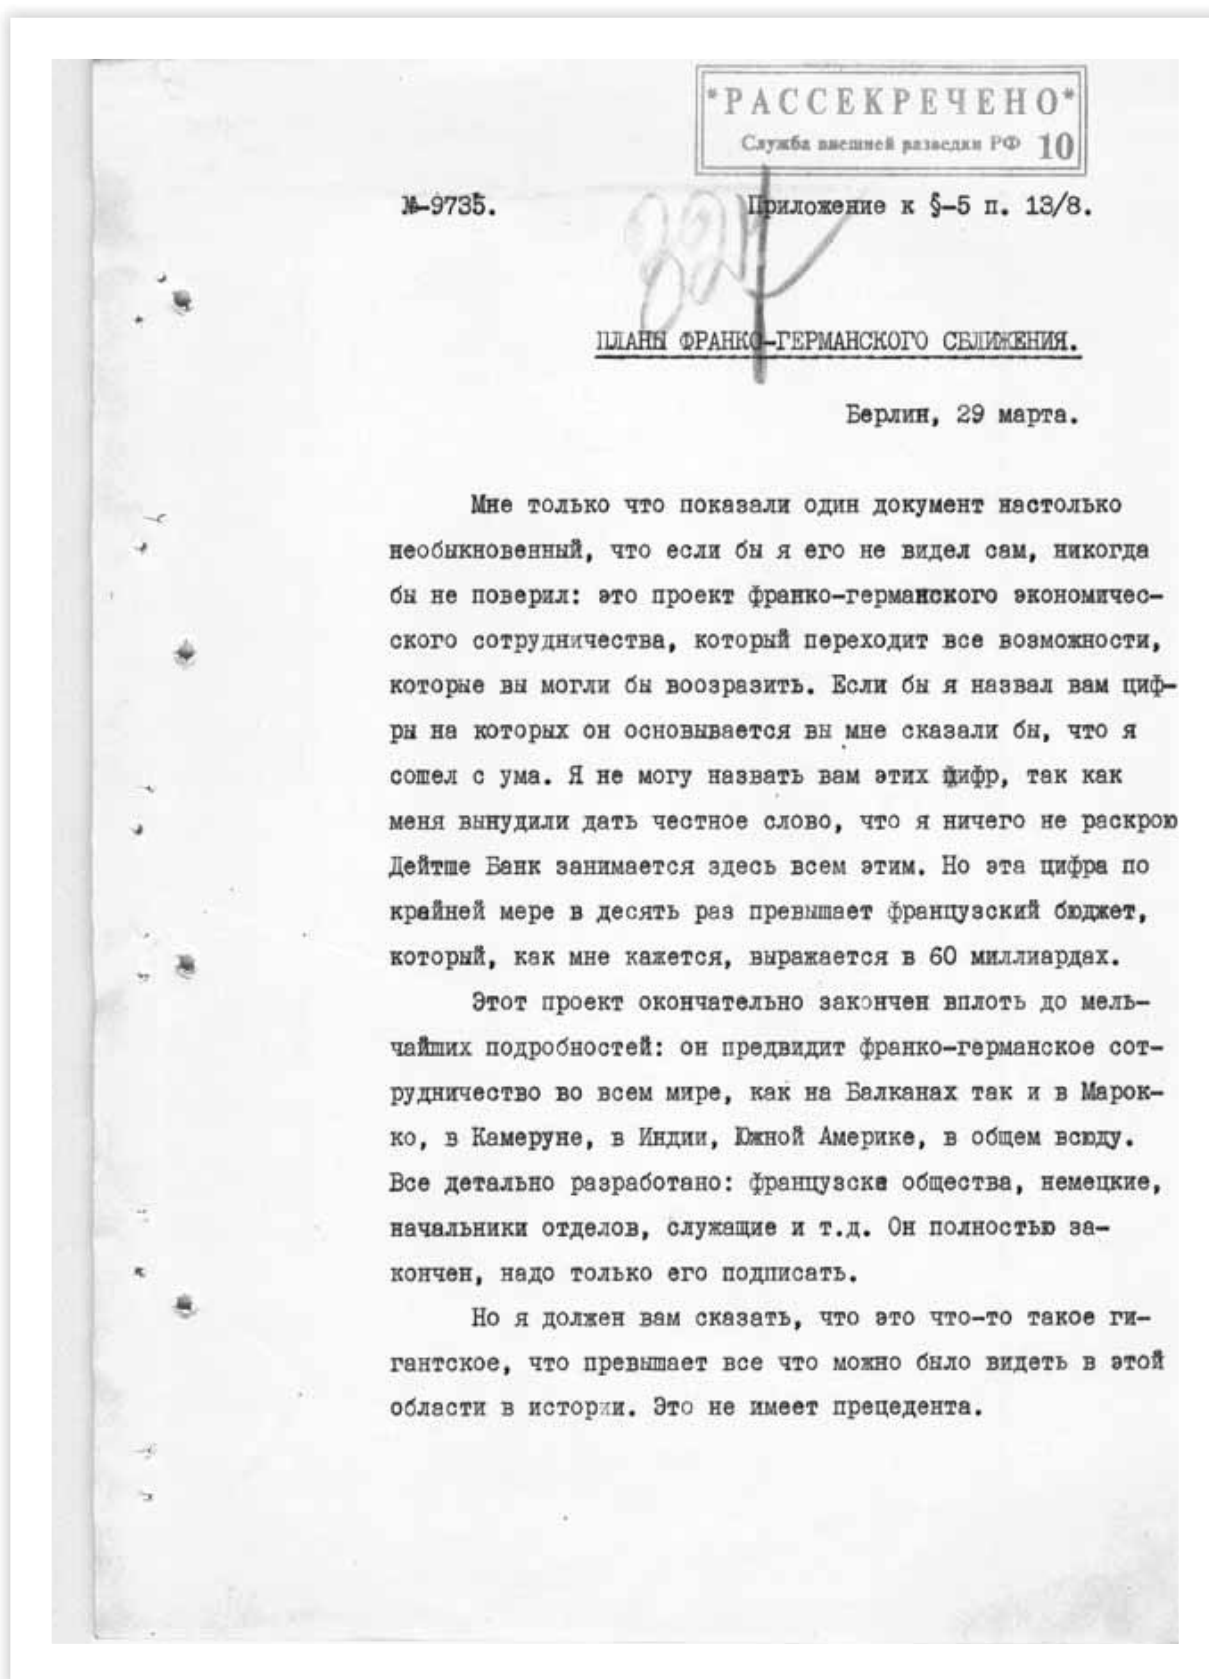 *РАССЕКРЕЧЕНО*
Служба внешней разведки РФ 10
№-9735.
Приложение к §-5 п. 13/8.
ПЛАНЫ ФРАНКО-ГЕРМАНСКОГО СБЛИЖЕНИЯ.
Берлин, 29 марта.
Мне только что показали один документ настолько
необыкновенный, что если бы я его не видел сам, никогда
бы не поверил: это проект франко-германского экономичес-
ского сотрудничества, который переходит все возможности,
которые вы могли бы воозразить. Если бы я назвал вам циф-
ры на которых он основывается вы мне сказали бы, что я
сошел с ума. Я не могу назвать вам этих цифр, так как
меня вынудили дать честное слово, что я ничего не раскрою
Дейтше Банк занимается здесь всем этим. Но эта цифра по
крайней мере в десять раз превышает французский бюджет,
который, как мне кажется, выражается в 60 миллиардах.
Этот проект окончательно закончен вплоть до мель-
чайших подробностей: он предвидит франко-германское сот-
рудничество во всем мире, как на Балканах так и в Марок-
ко, в Камеруне, в Индии, Южной Америке, в общем всюду.
Все детально разработано: французске общества, немецкие,
начальники отделов, служащие и т.д. Он полностью за-
кончен, надо только его подписать.
Но я должен вам сказать, что это что-то такое ги-
гантское, что превышает все что можно было видеть в этой
области в истории. Это не имеет прецедента.